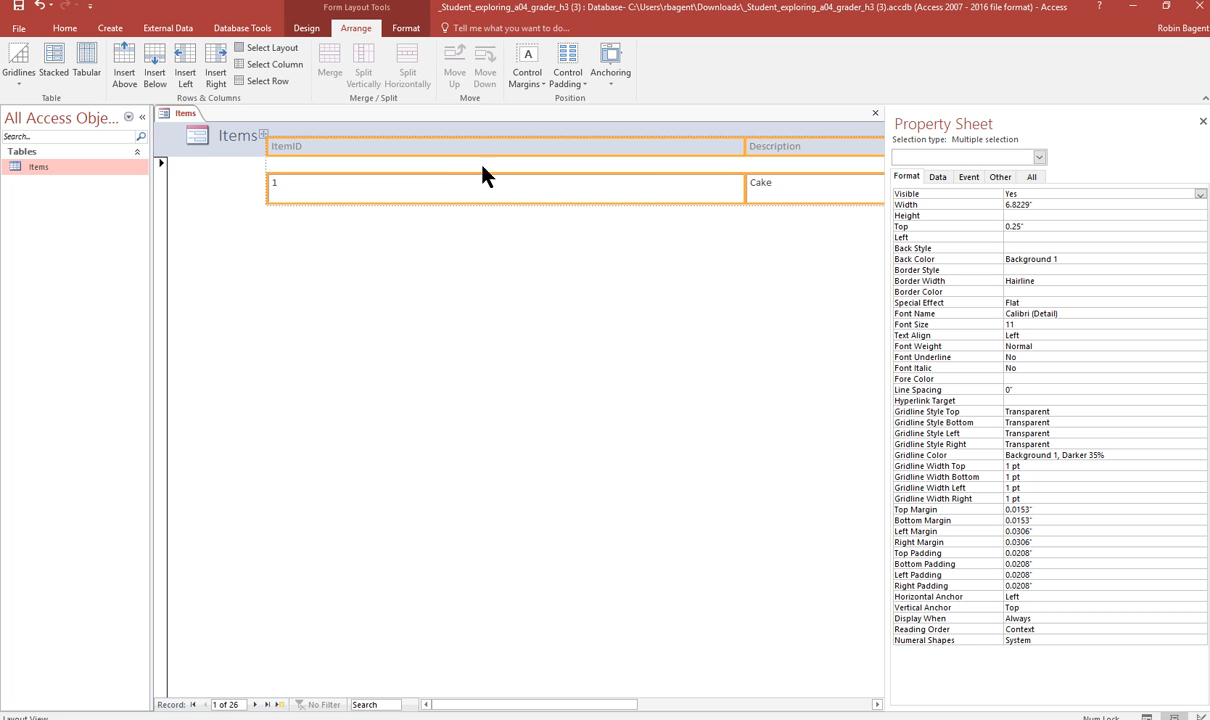 Form Layout Tools
_Student_exploring_a04_grader_h3 (3) : Database- C:\Users\rbagent\Downloads\_Student_exploring_a04_grader_h3 (3).accdb (Access 2007 - 2016 file format) - Access
?
File Home Create External Data Database Tools Design Arrange Format Tell me what you want to do... Robin Bagent
Gridlines Stacked Tabular
Table
Insert Above
Insert Below
Insert Left
Insert Right
Select Layout
Select Column
Select Row
Rows & Columns
Merge
Split Vertically
Split Horizontally
Merge / Split
Move Up
Move Down
Move
Control Margins
Control Padding
Anchoring
Position
All Access Obje...
Search...
Tables
Items
Items
Items
ItemID Description
1 Cake
Property Sheet
Selection type: Multiple selection
Format Data Event Other All
Visible Yes
Width 6.8229"
Height
Top 0.25"
Left
Back Style
Back Color Background 1
Border Style
Border Width Hairline
Border Color
Special Effect Flat
Font Name Calibri (Detail)
Font Size 11
Text Align Left
Font Weight Normal
Font Underline No
Font Italic No
Fore Color
Line Spacing 0"
Hyperlink Target
Gridline Style Top Transparent
Gridline Style Bottom Transparent
Gridline Style Left Transparent
Gridline Style Right Transparent
Gridline Color Background 1, Darker 35%
Gridline Width Top 1 pt
Gridline Width Bottom 1 pt
Gridline Width Left 1 pt
Gridline Width Right 1 pt
Top Margin 0.0153"
Bottom Margin 0.0153"
Left Margin 0.0306"
Right Margin 0.0306"
Top Padding 0.0208"
Bottom Padding 0.0208"
Left Padding 0.0208"
Right Padding 0.0208"
Horizontal Anchor Left
Vertical Anchor Top
Display When Always
Reading Order Context
Numeral Shapes System
Record: 1 of 26 No Filter Search
Layout View Num Lock